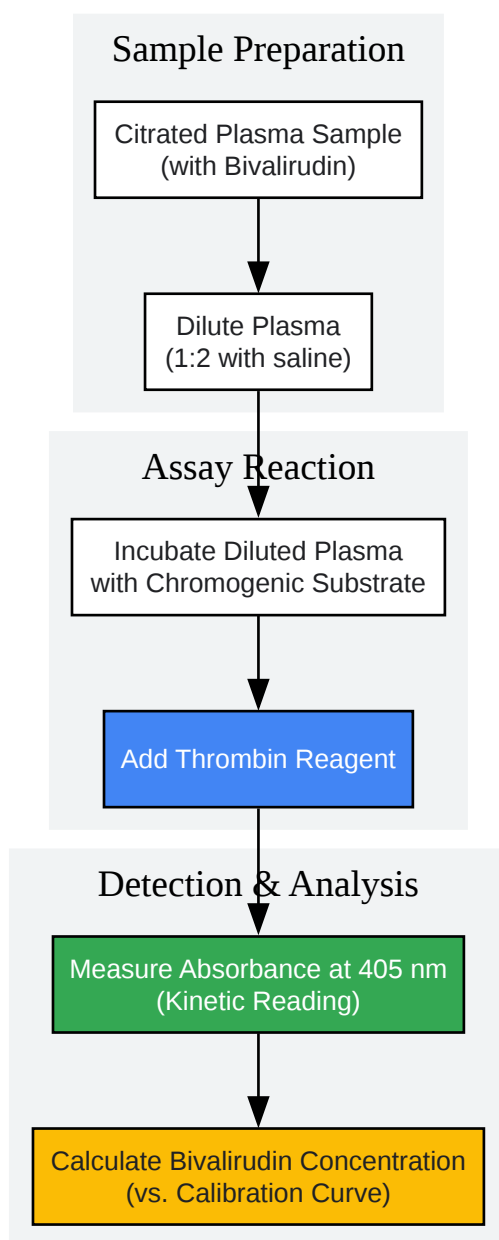 Sample Preparation
Citrated Plasma Sample
(with Bivalirudin)
Dilute Plasma
(1:2 with saline)
Assay Reaction
Incubate Diluted Plasma
with Chromogenic Substrate
Add Thrombin Reagent
Detection & Analysis
Measure Absorbance at 405 nm
(Kinetic Reading)
Calculate Bivalirudin Concentration
(vs. Calibration Curve)